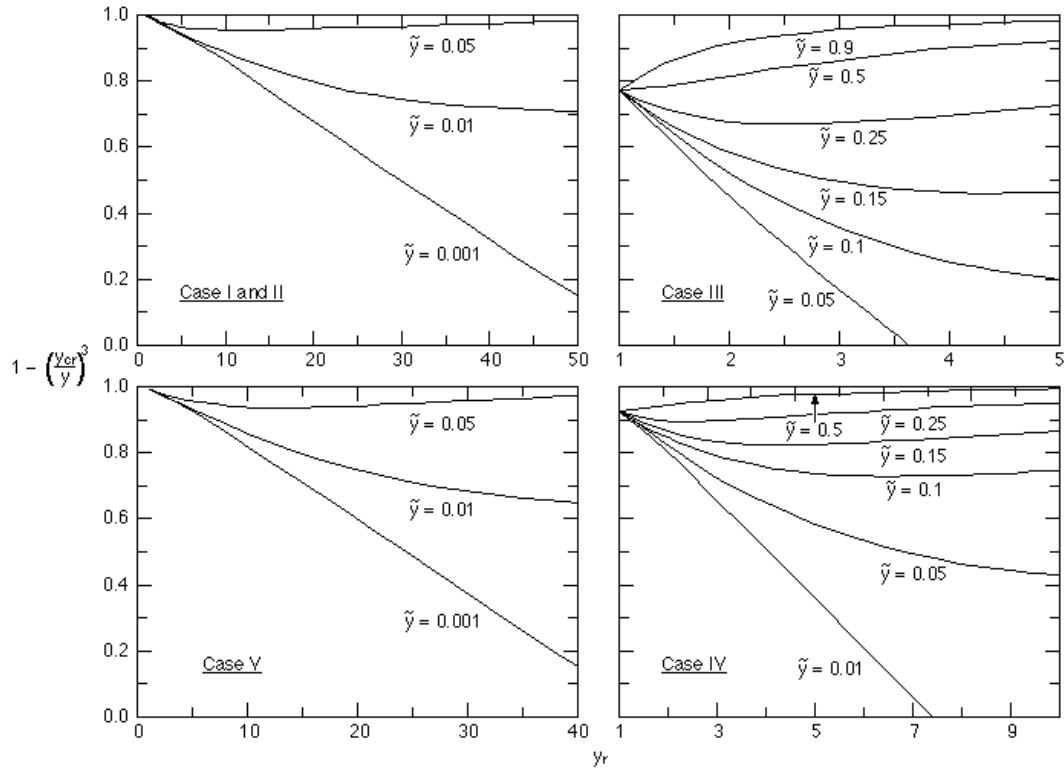 1.0
0.8
0.6
0.4
0.2
0.0
ỹ = 0.05
ỹ = 0.01
ỹ = 0.001
Case I and II
0
10
20
30
40
50
ỹ = 0.9
ỹ = 0.5
ỹ = 0.25
ỹ = 0.15
ỹ = 0.1
ỹ = 0.05
Case III
1
2
3
4
5
1 − (y_cr/y)^3
1.0
0.8
0.6
0.4
0.2
0.0
ỹ = 0.05
ỹ = 0.01
ỹ = 0.001
Case V
0
10
20
30
40
ỹ = 0.5
ỹ = 0.25
ỹ = 0.15
ỹ = 0.1
ỹ = 0.05
ỹ = 0.01
Case IV
1
3
5
7
9
y_r